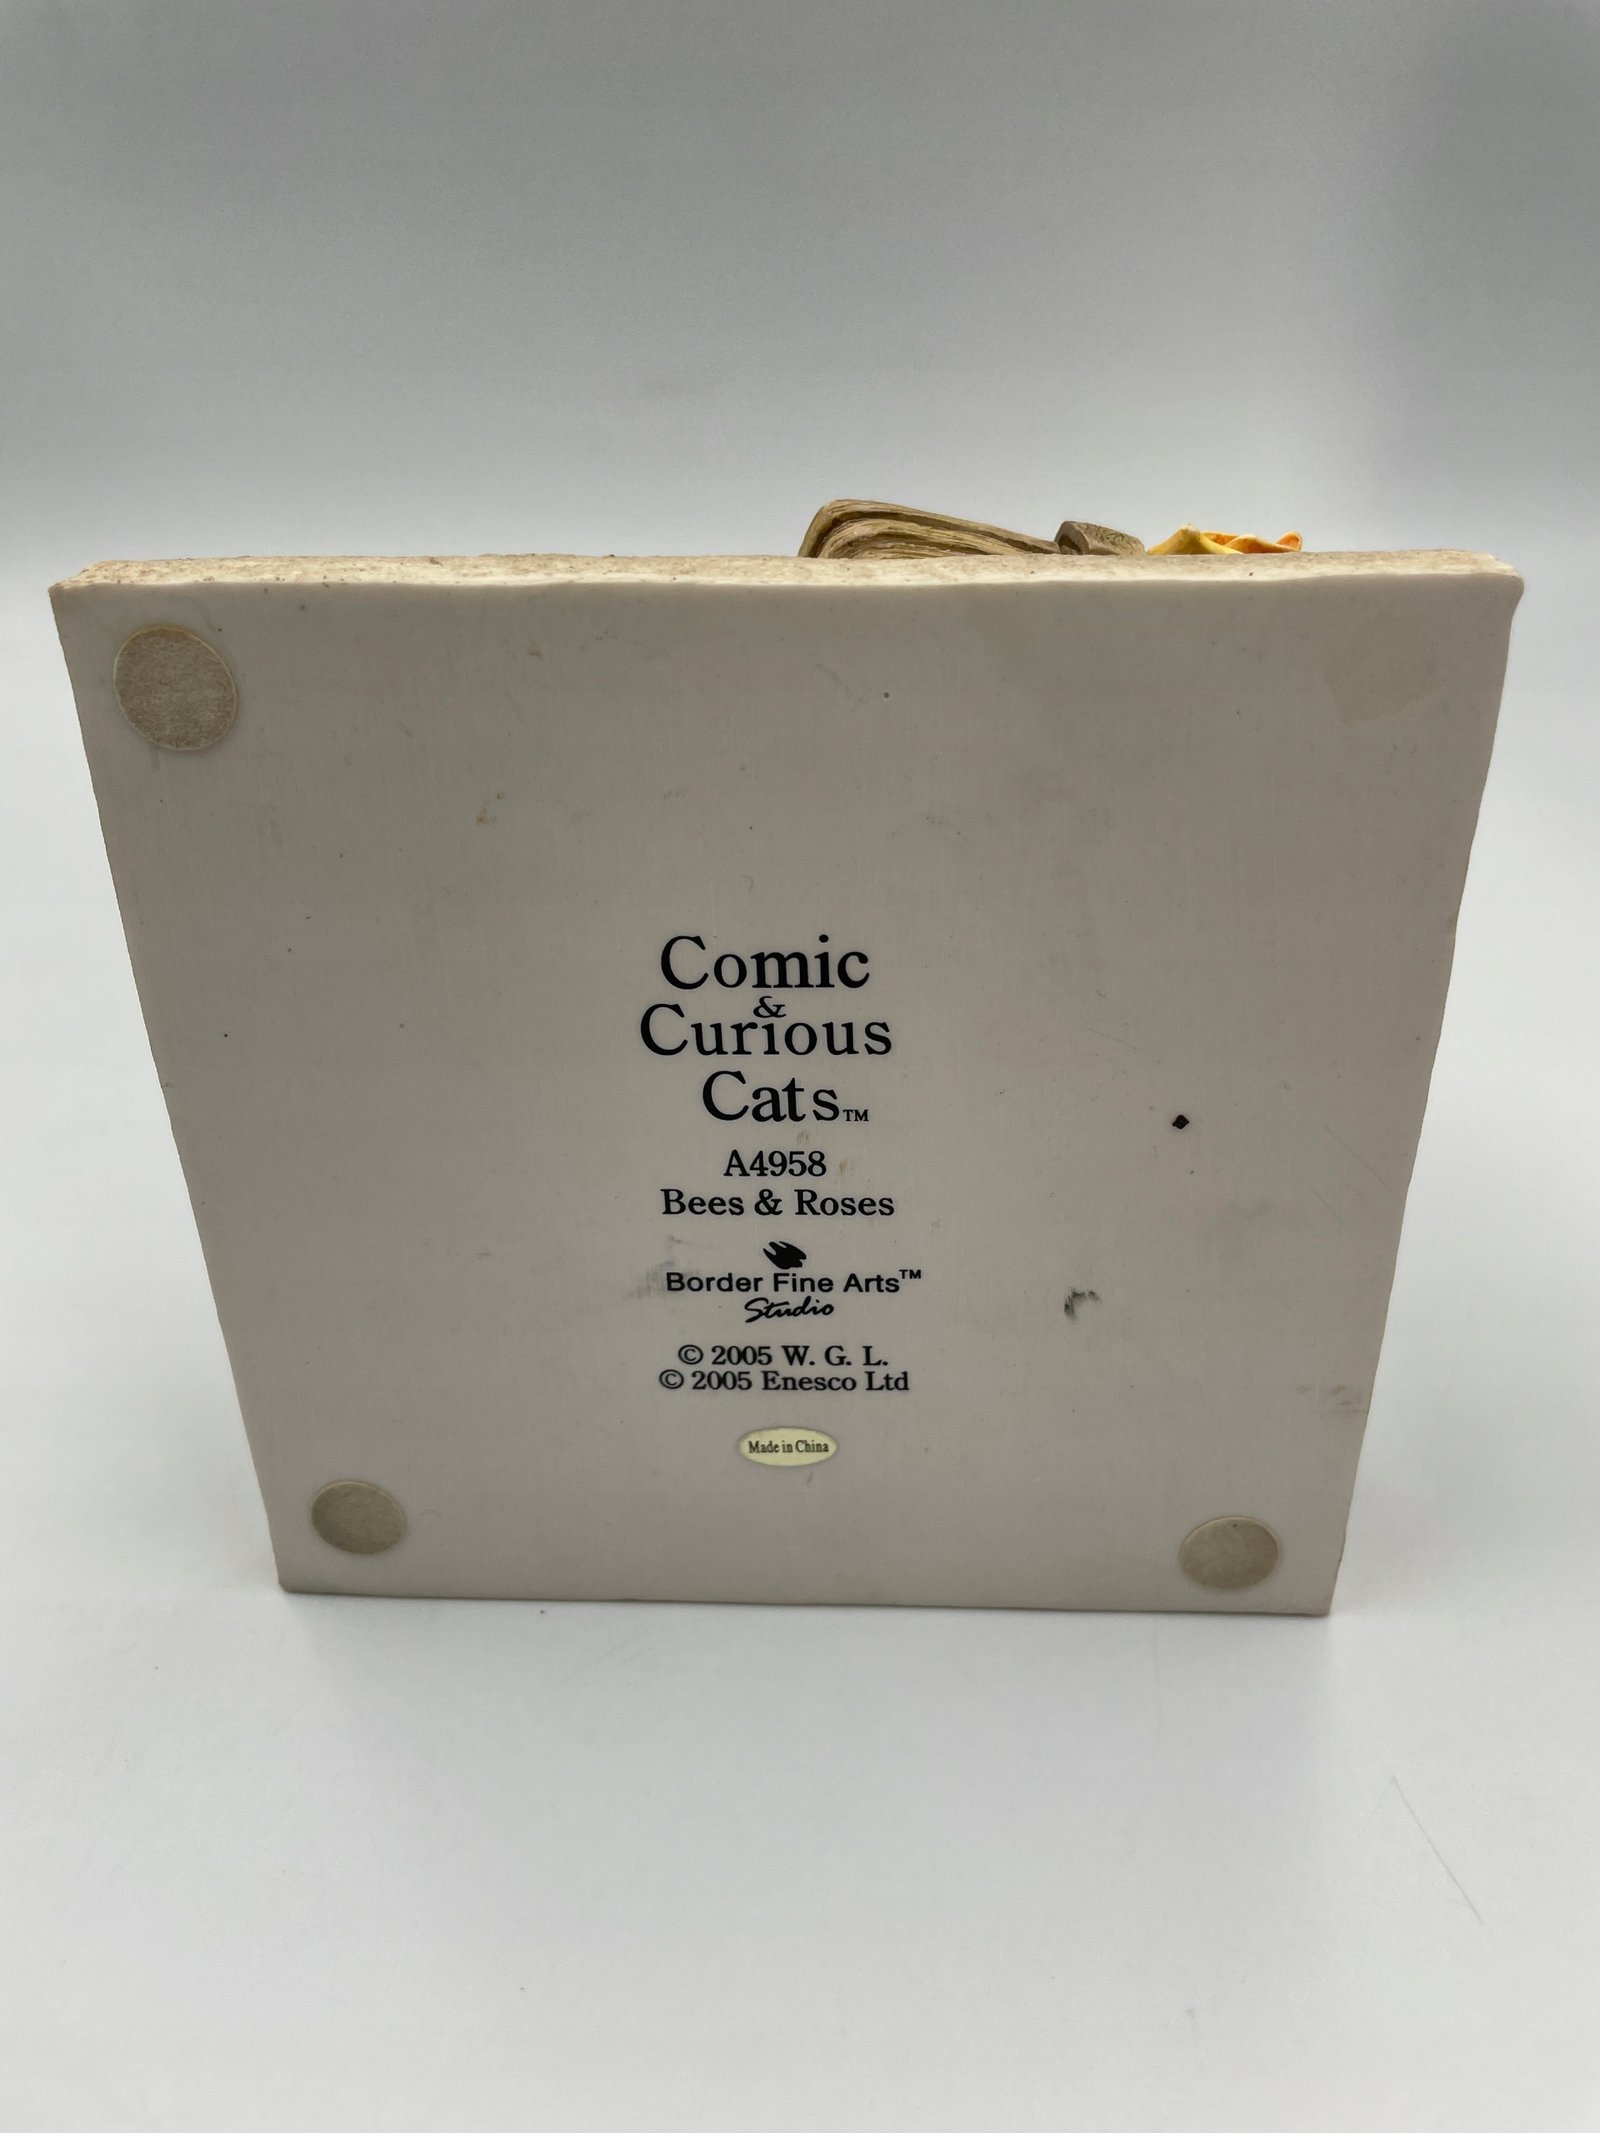 Comic
&
Curious
Cats™
A4958
Bees & Roses
Border Fine Arts™
Studio
© 2005 W. G. L.
© 2005 Enesco Ltd
Made in China